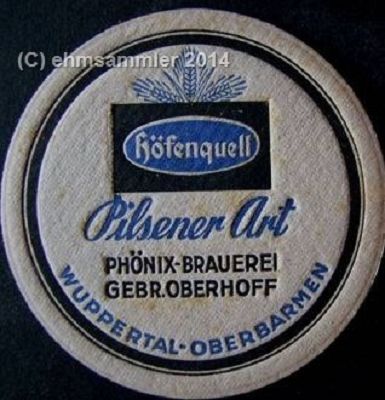 (C) ehmsammler 2014
Höfenquell
Pilsener Art
PHÖNIX-BRAUEREI
GEBR.OBERHOFF
WUPPERTAL-OBERBARMEN